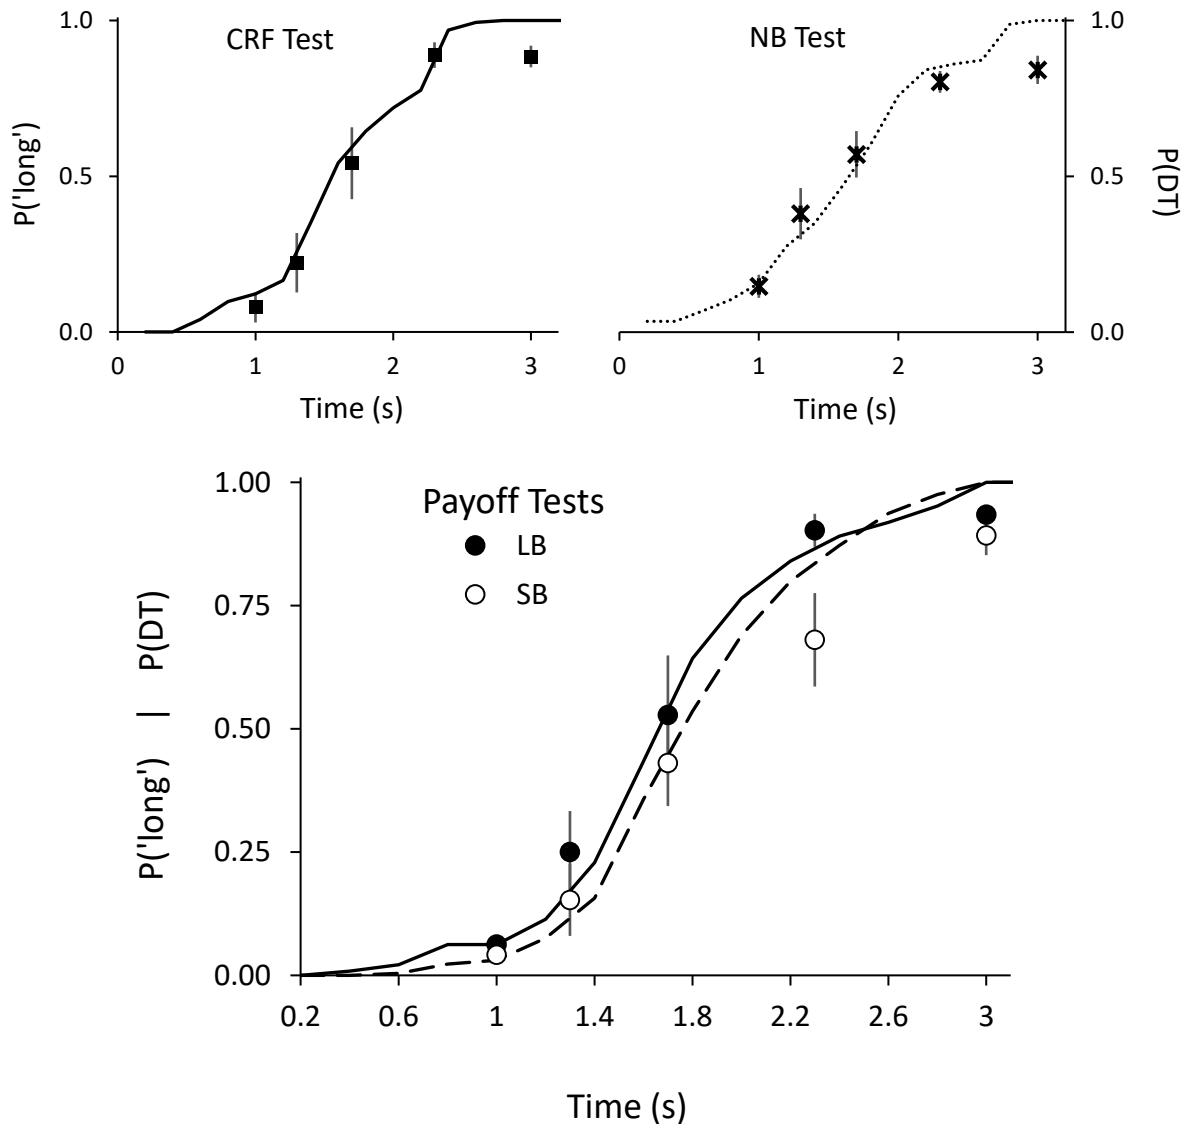 CRF Test
P('long')
1.0
0.5
0.0
0 1 2 3
Time (s)
NB Test
P(DT)
1.0
0.5
0.0
0 1 2 3
Time (s)
Payoff Tests
LB
SB
P('long') | P(DT)
1.00
0.75
0.50
0.25
0.00
0.2 0.6 1 1.4 1.8 2.2 2.6 3
Time (s)